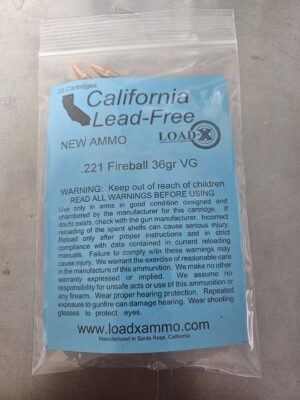 20 Cartridges
California
Lead-Free
NEW AMMO
LOADX
.221 Fireball 36gr VG
WARNING: Keep out of reach of children
READ ALL WARNINGS BEFORE USING
Use only in arms in good condition designed and
chambered by the manufacturer for this cartridge. If
doubt exists, check with the gun manufacturer. Incorrect
reloading of the spent shells can cause serious injury.
Reload only after proper instructions and in strict
compliance with data contained in current reloading
manuals. Failure to comply with these warnings may
cause injury. We warrant the exercise of reasonable care
in the manufacture of this ammunition. We make no other
warranty expressed or implied. We assume no
responsibility for unsafe acts or use of this ammunition or
any firearm. Wear proper hearing protection. Repeated
exposure to gunfire can damage hearing. Wear shooting
glasses to protect eyes.
www.loadxammo.com
Manufactured in Santa Rosa, California